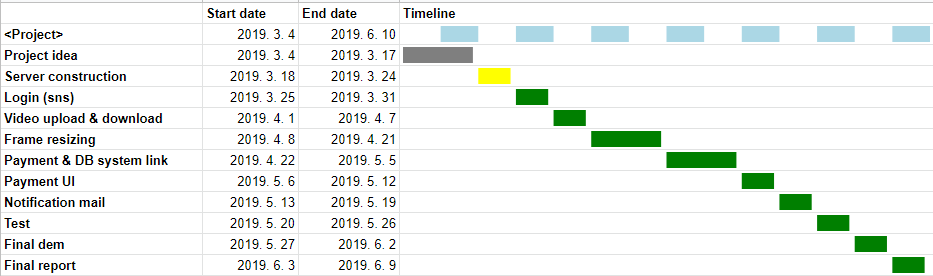 Start date End date Timeline
<Project> 2019. 3. 4 2019. 6. 10
Project idea 2019. 3. 4 2019. 3. 17
Server construction 2019. 3. 18 2019. 3. 24
Login (sns) 2019. 3. 25 2019. 3. 31
Video upload & download 2019. 4. 1 2019. 4. 7
Frame resizing 2019. 4. 8 2019. 4. 21
Payment & DB system link 2019. 4. 22 2019. 5. 5
Payment UI 2019. 5. 6 2019. 5. 12
Notification mail 2019. 5. 13 2019. 5. 19
Test 2019. 5. 20 2019. 5. 26
Final dem 2019. 5. 27 2019. 6. 2
Final report 2019. 6. 3 2019. 6. 9